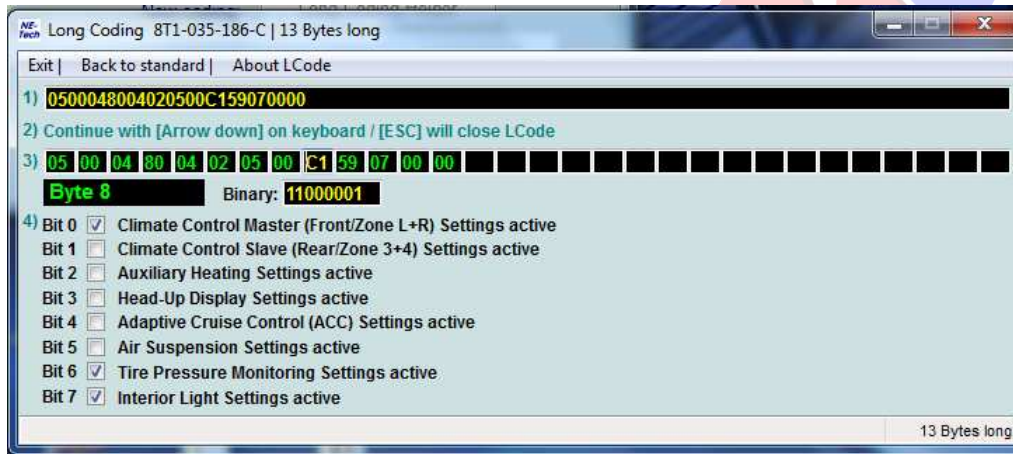 NE-Tech Long Coding 8T1-035-186-C | 13 Bytes long
Exit | Back to standard | About LCode
1) 0500048004020500C159070000
2) Continue with [Arrow down] on keyboard / [ESC] will close LCode
3) 05 00 04 80 04 02 05 00 C1 59 07 00 00
Byte 8 Binary: 11000001
4) Bit 0 Climate Control Master (Front/Zone L+R) Settings active
Bit 1 Climate Control Slave (Rear/Zone 3+4) Settings active
Bit 2 Auxiliary Heating Settings active
Bit 3 Head-Up Display Settings active
Bit 4 Adaptive Cruise Control (ACC) Settings active
Bit 5 Air Suspension Settings active
Bit 6 Tire Pressure Monitoring Settings active
Bit 7 Interior Light Settings active
13 Bytes long